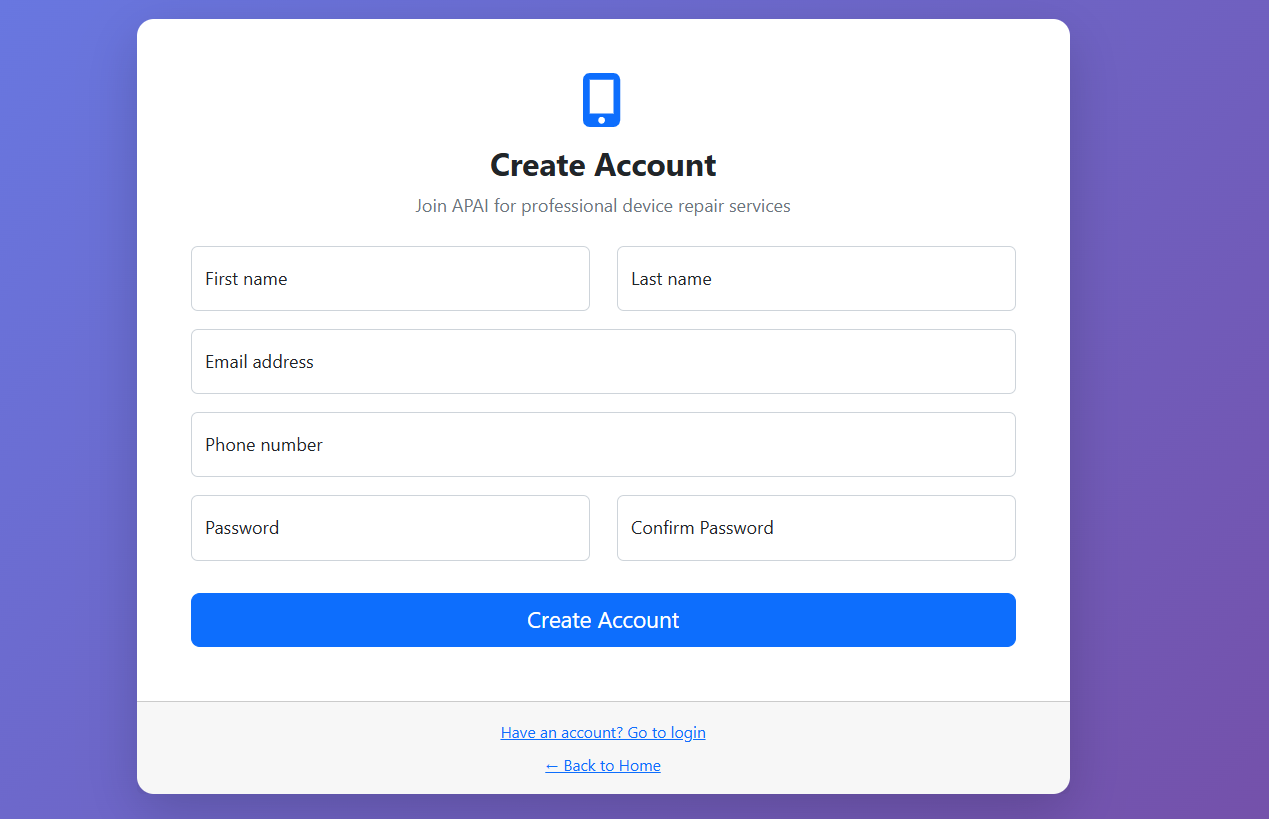 Create Account
Join APAI for professional device repair services
First name
Last name
Email address
Phone number
Password
Confirm Password
Create Account
Have an account? Go to login
← Back to Home